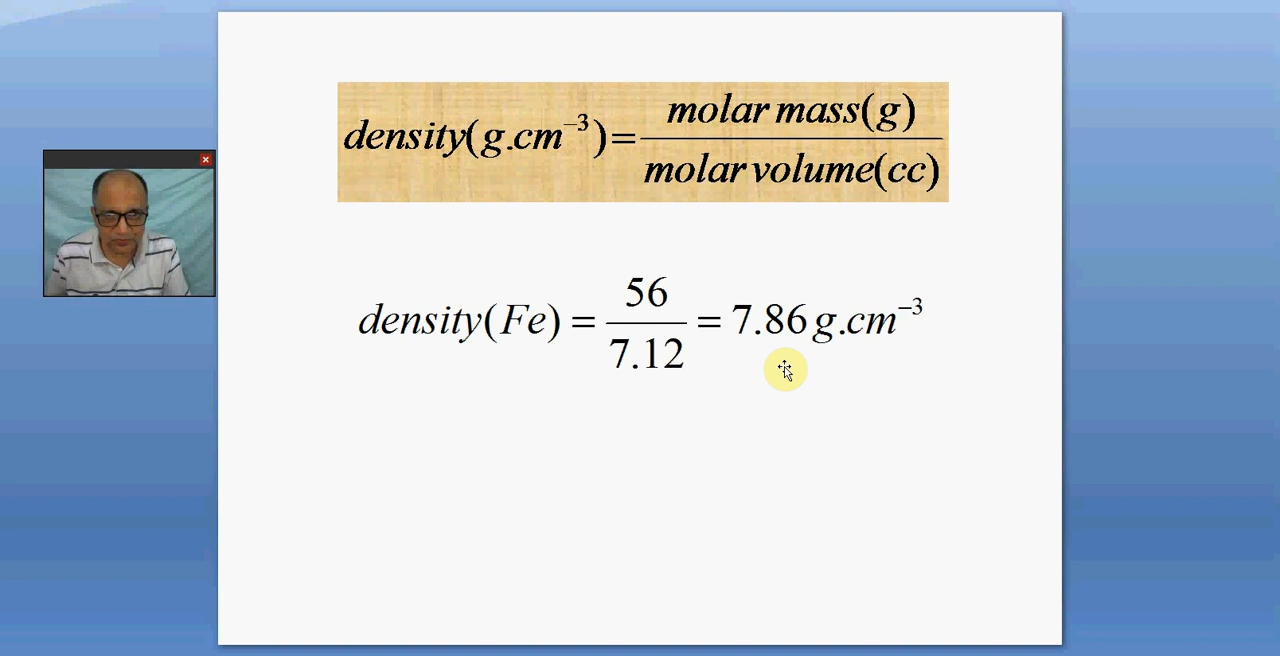 density(g.cm⁻³)= molar mass(g) / molar volume(cc)
density(Fe) = 56 / 7.12 = 7.86 g.cm⁻³